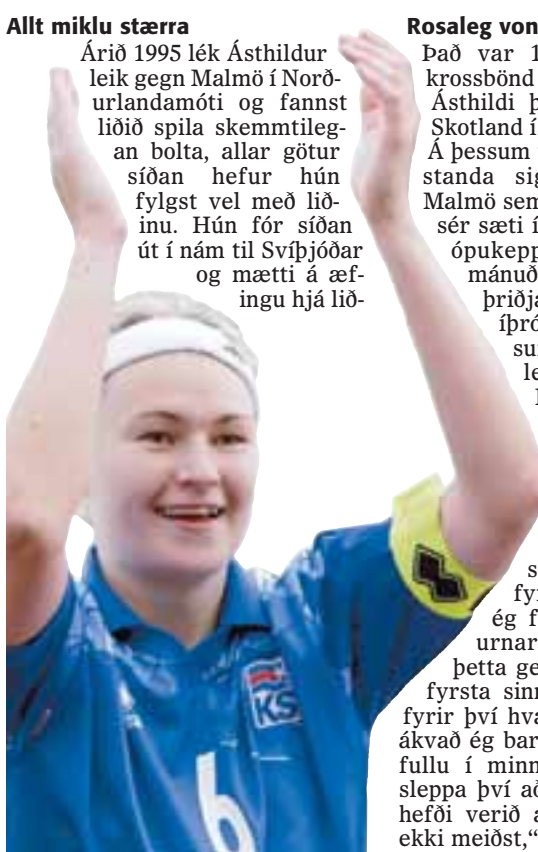 Allt miklu stærra
Árið 1995 lék Ásthildur
leik gegn Malmö í Norð-
urlandamóti og fannst
liðið spila skemmtileg-
an bolta, allar götur
síðan hefur hún
fylgst vel með lið-
inu. Hún fór síðan
út í nám til Svíþjóðar
og mætti á æf-
ingu hjá lið-
Rosaleg von
Það var 1
krossbönd
Ásthildi þ
Skotland í
Á þessum
standa sig
Malmö sem
sér sæti í
ópukepp
mánuð
þriðja
íþró
su
le
s
fy
ég f
urnar
þetta ge
fyrsta sinn
fyrir því hva
ákvað ég bar
fullu í minn
sleppa því að
hefði verið a
ekki meiðst,“
KSÍ
6